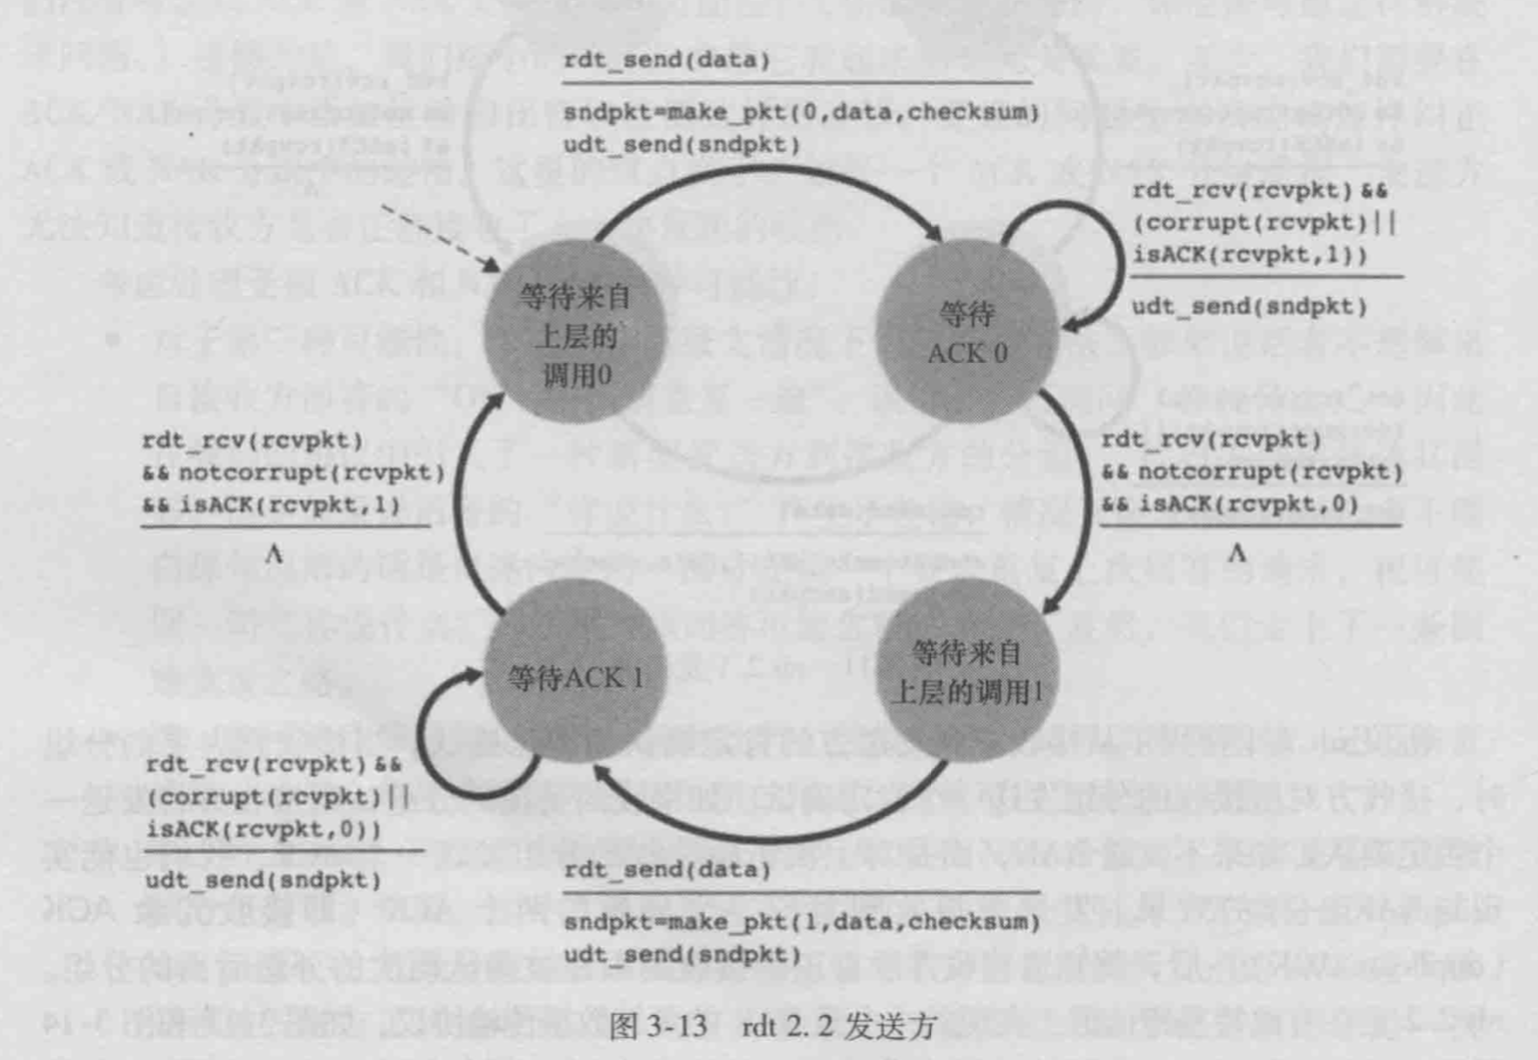 rdt_send(data)
sndpkt=make_pkt(0,data,checksum)
udt_send(sndpkt)
rdt_rcv(rcvpkt) &&
(corrupt(rcvpkt)||
isACK(rcvpkt,1))
udt_send(sndpkt)
等待来自
上层的
调用0
等待
ACK 0
rdt_rcv(rcvpkt)
&& notcorrupt(rcvpkt)
&& isACK(rcvpkt,1)
Λ
rdt_rcv(rcvpkt)
&& notcorrupt(rcvpkt)
&& isACK(rcvpkt,0)
Λ
等待ACK 1
等待来自
上层的调用1
rdt_rcv(rcvpkt) &&
(corrupt(rcvpkt)||
isACK(rcvpkt,0))
udt_send(sndpkt)
rdt_send(data)
sndpkt=make_pkt(1,data,checksum)
udt_send(sndpkt)
图 3-13 rdt 2. 2 发送方